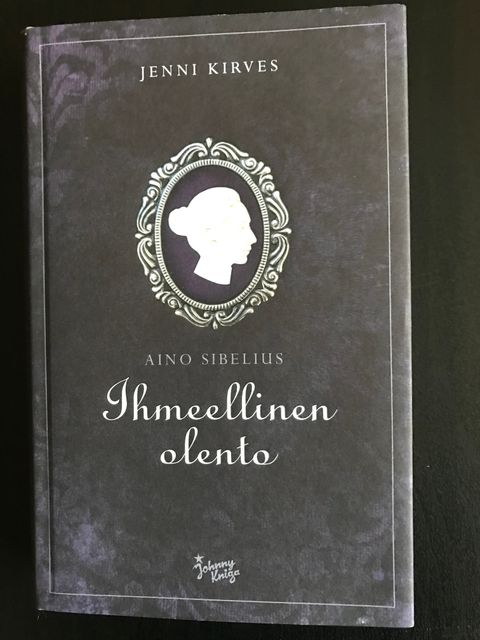 JENNI KIRVES
AINO SIBELIUS
Ihmeellinen
olento
Johnny
Kniga